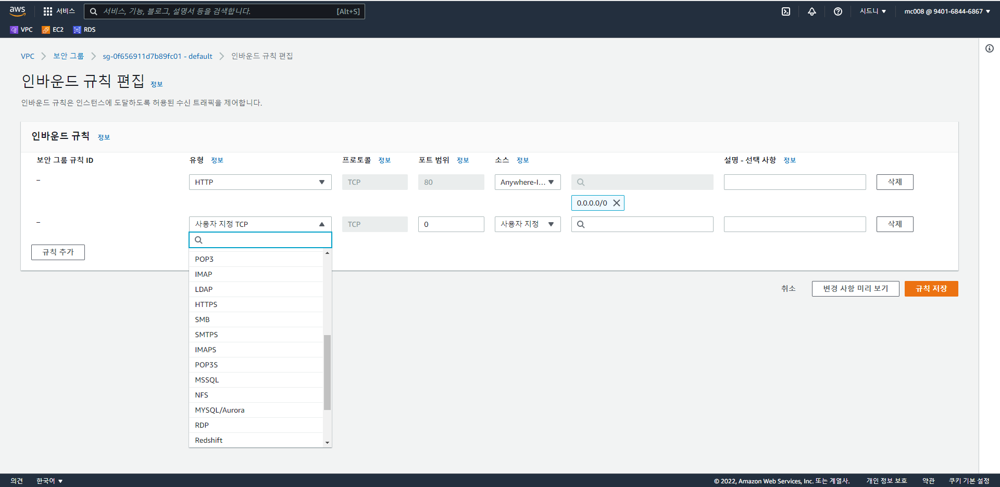 aws 서비스 서비스, 기능, 블로그, 설명서 등을 검색합니다. [Alt+S] 시드니 ▼ mc008 @ 9401-6844-6867 ▼
VPC EC2 RDS
VPC > 보안 그룹 > sg-0f656911d7b89fc01 - default > 인바운드 규칙 편집
인바운드 규칙 편집 정보
인바운드 규칙은 인스턴스에 도달하도록 허용된 수신 트래픽을 제어합니다.
인바운드 규칙 정보
보안 그룹 규칙 ID 유형 정보 프로토콜 정보 포트 범위 정보 소스 정보 설명 - 선택 사항 정보
– HTTP ▼ TCP 80 Anywhere-I... ▼ 삭제
0.0.0.0/0 ✕
– 사용자 지정 TCP ▲ TCP 0 사용자 지정 ▼ 삭제
규칙 추가
POP3
IMAP
LDAP
HTTPS
SMB
SMTPS
IMAPS
POP3S
MSSQL
NFS
MYSQL/Aurora
RDP
Redshift
취소 변경 사항 미리 보기 규칙 저장
의견 한국어 ▼ © 2022, Amazon Web Services, Inc. 또는 계열사. 개인 정보 보호 약관 쿠키 기본 설정